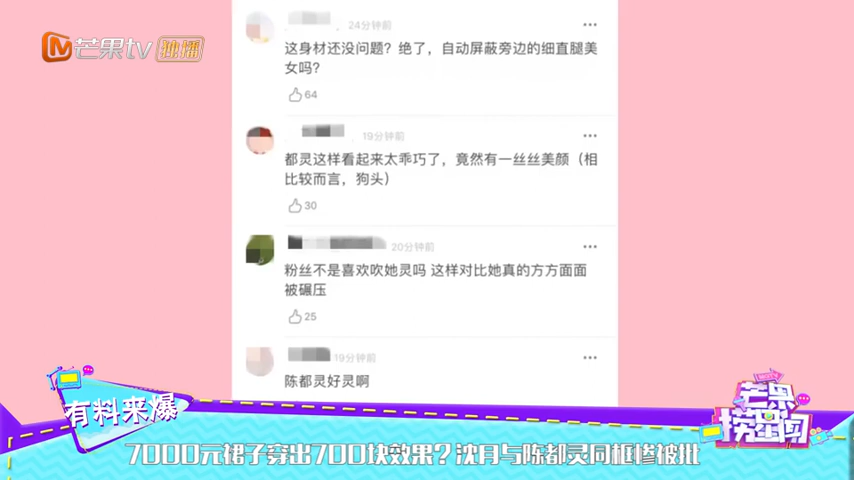 芒果tv 独播
24分钟前
这身材还没问题？绝了，自动屏蔽旁边的细直腿美
女吗？
64
19分钟前
都灵这样看起来太乖巧了，竟然有一丝丝美颜（相
比较而言，狗头）
30
20分钟前
粉丝不是喜欢吹她灵吗 这样对比她真的方方面面
被碾压
25
19分钟前
陈都灵好灵啊
有料来爆
芒果
捞星闻
7000元裙子穿出700块效果？沈月与陈都灵同框惨被批